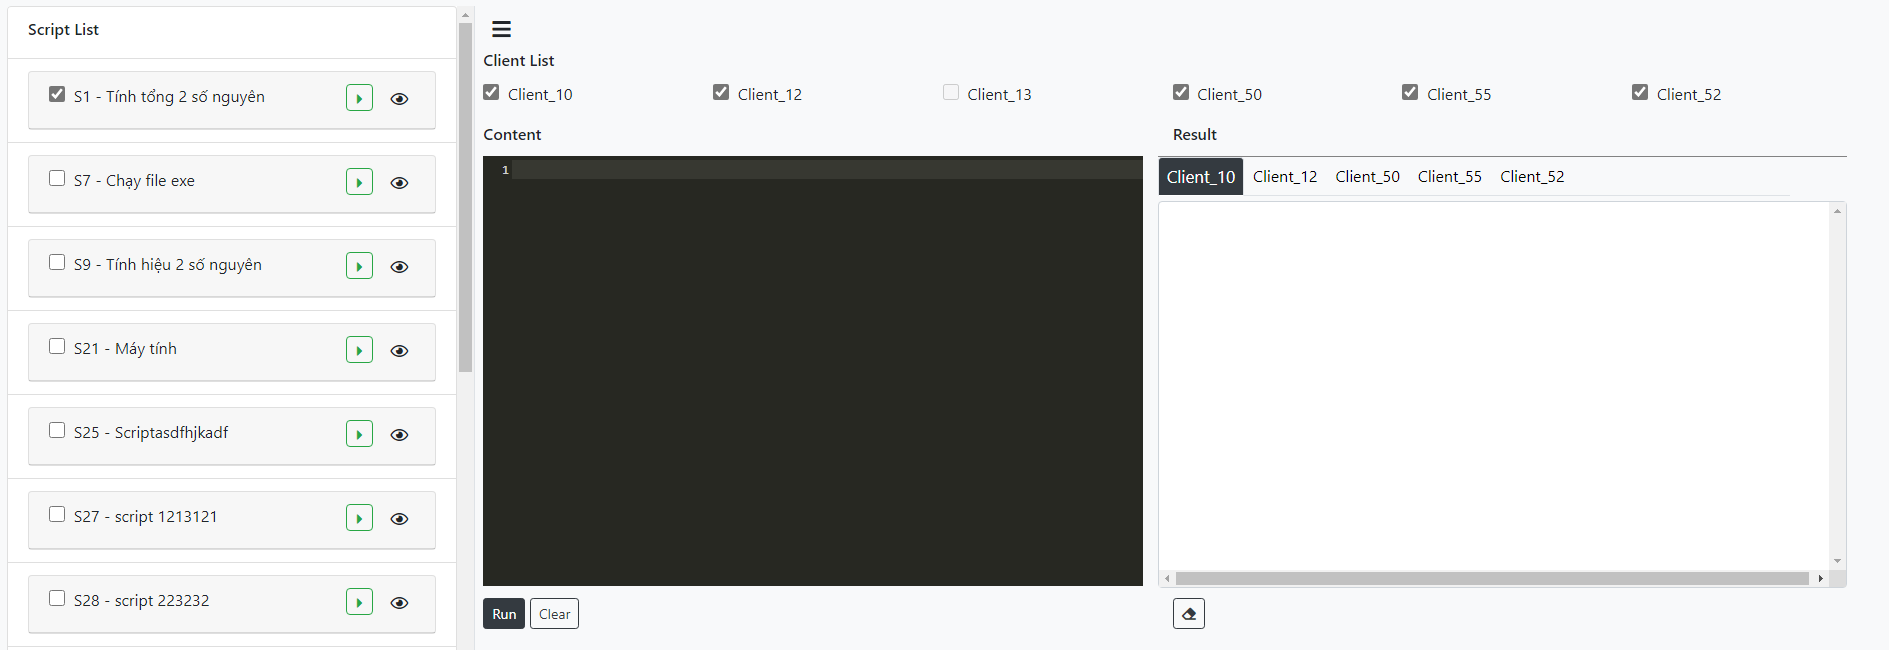 Script List
S1 - Tính tổng 2 số nguyên
S7 - Chạy file exe
S9 - Tính hiệu 2 số nguyên
S21 - Máy tính
S25 - Scriptasdfhjkadf
S27 - script 1213121
S28 - script 223232
Client List
Client_10 Client_12 Client_13 Client_50 Client_55 Client_52
Content
1
Run Clear
Result
Client_10 Client_12 Client_50 Client_55 Client_52